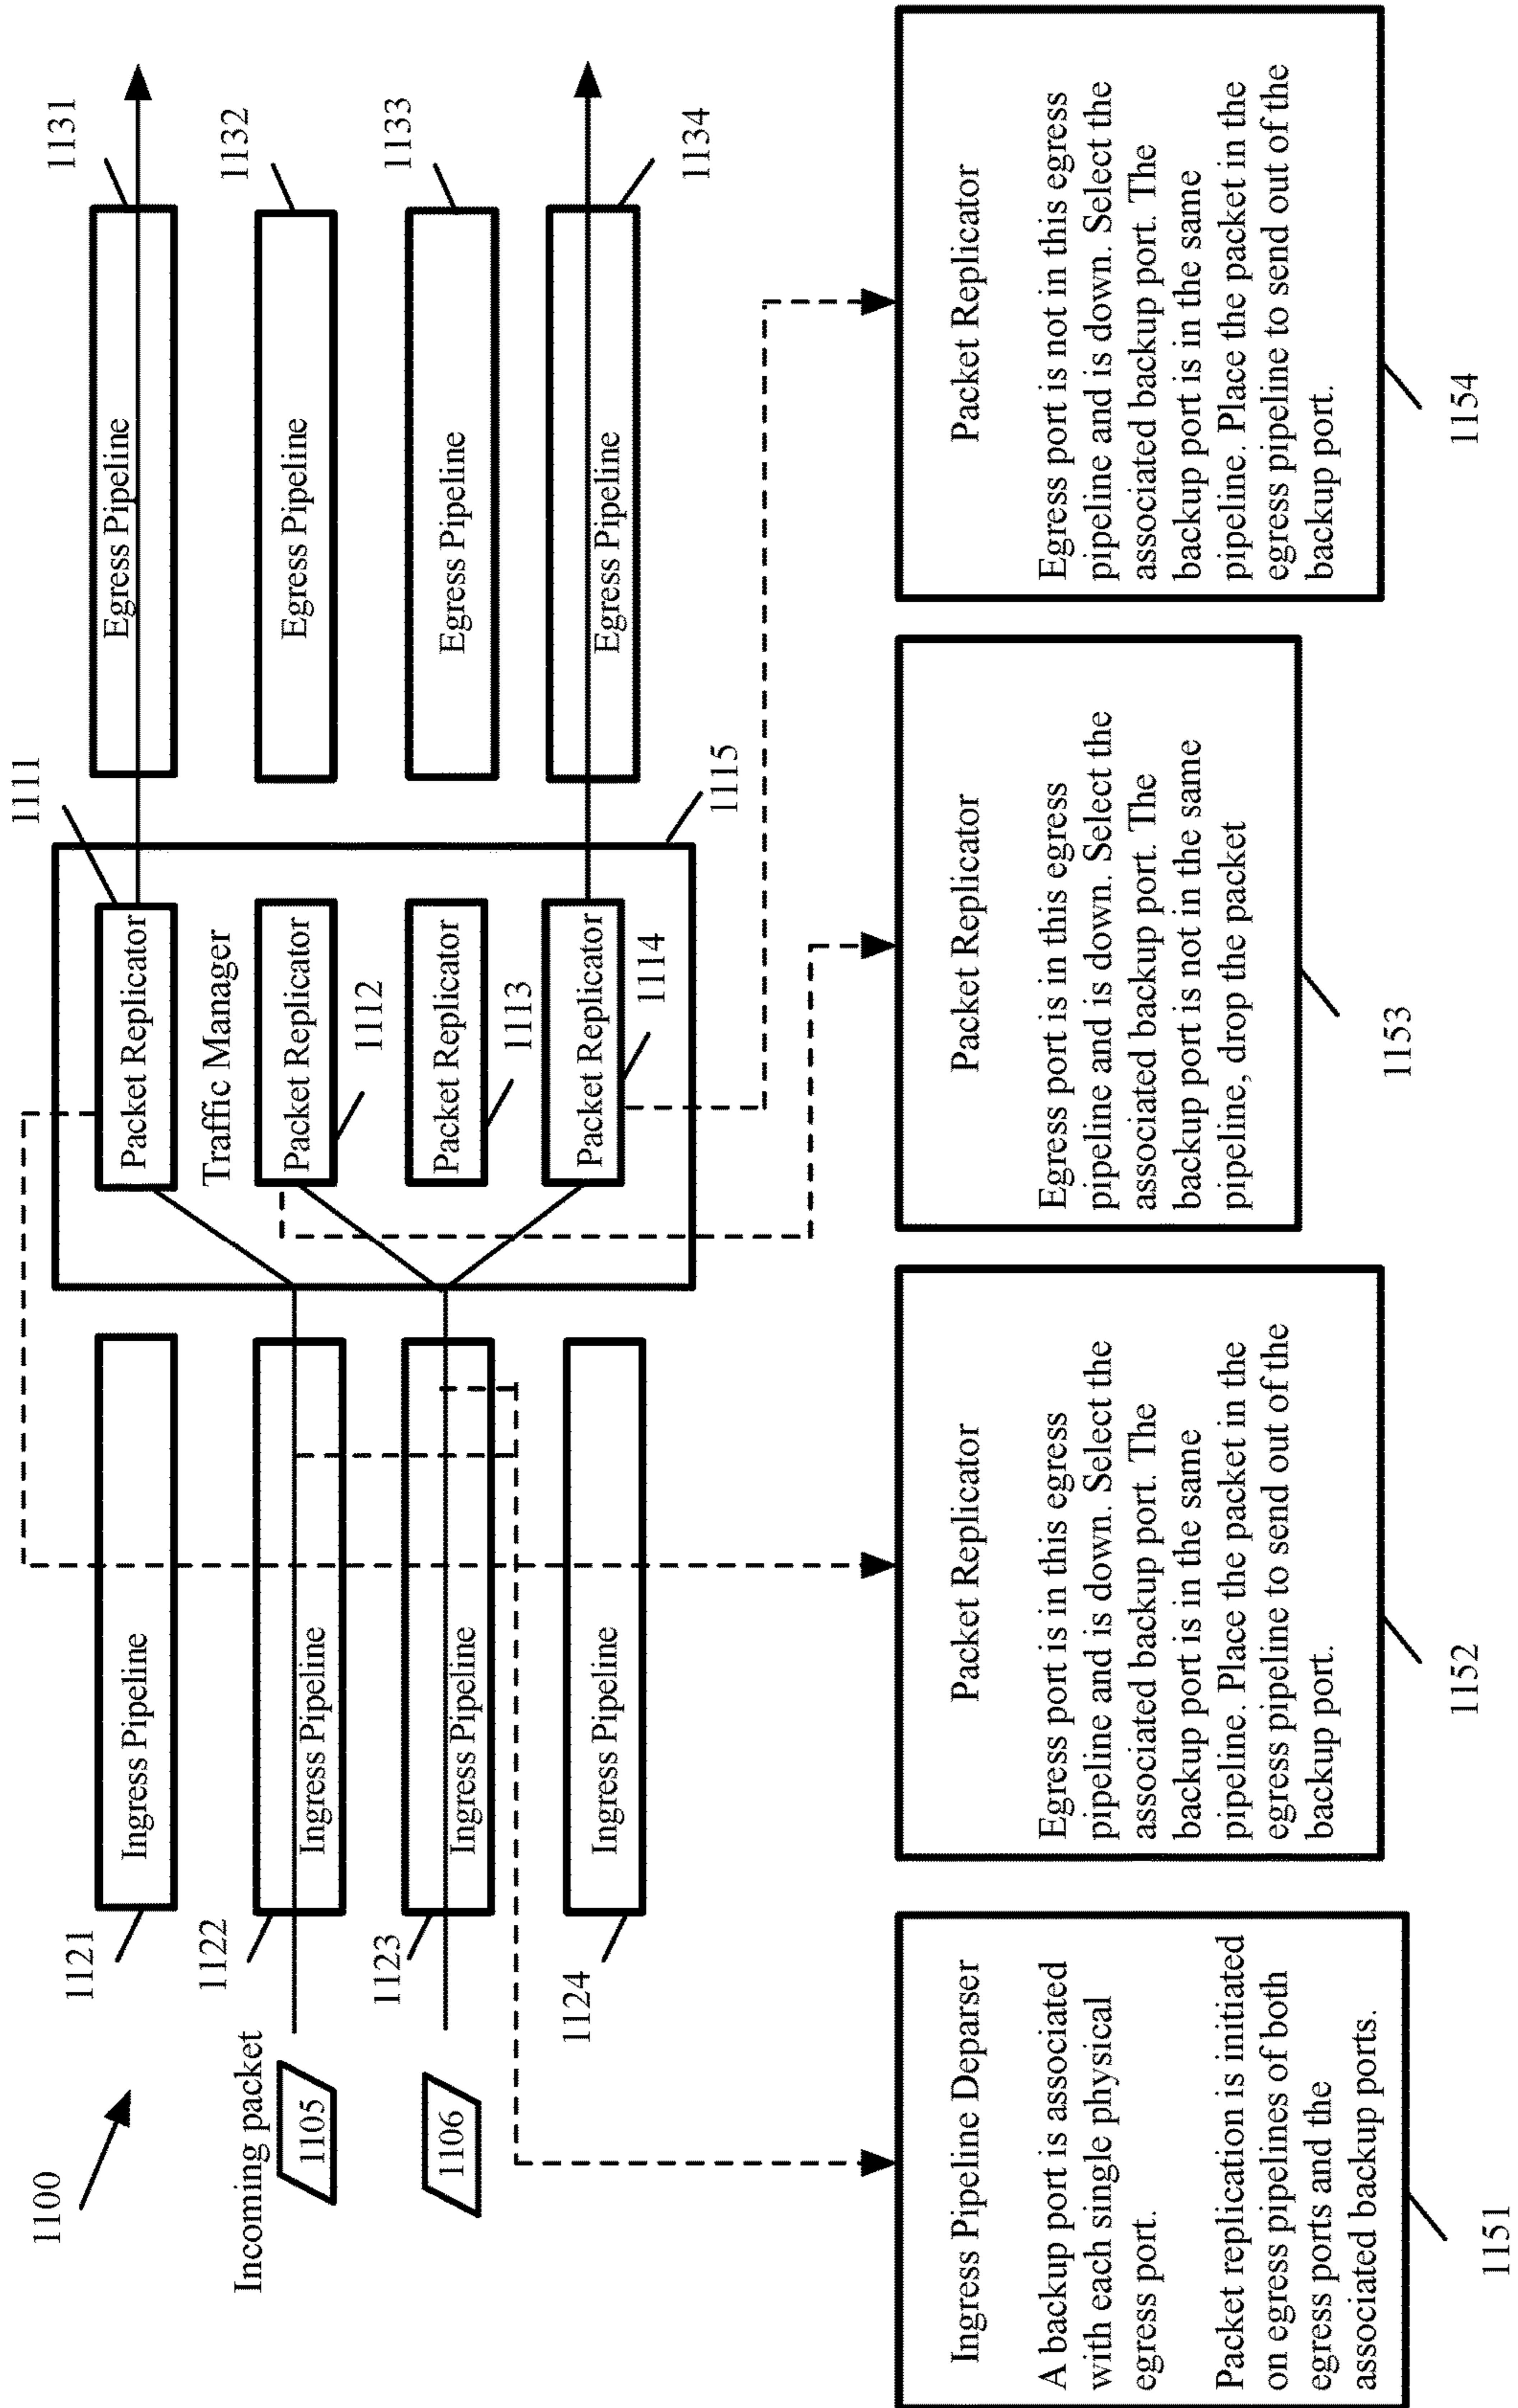 1100
Incoming packet
1105
1106
1121
Ingress Pipeline
1122
Ingress Pipeline
1123
Ingress Pipeline
1124
Ingress Pipeline
1111
Packet Replicator
Traffic Manager
Packet Replicator
1112
Packet Replicator
1113
Packet Replicator
1114
1115
Egress Pipeline
1131
Egress Pipeline
1132
Egress Pipeline
1133
Egress Pipeline
1134
Ingress Pipeline Deparser
A backup port is associated
with each single physical
egress port.
Packet replication is initiated
on egress pipelines of both
egress ports and the
associated backup ports.
1151
Packet Replicator
Egress port is in this egress
pipeline and is down. Select the
associated backup port. The
backup port is in the same
pipeline. Place the packet in the
egress pipeline to send out of the
backup port.
1152
Packet Replicator
Egress port is in this egress
pipeline and is down. Select the
associated backup port. The
backup port is not in the same
pipeline, drop the packet
1153
Packet Replicator
Egress port is not in this egress
pipeline and is down. Select the
associated backup port. The
backup port is in the same
pipeline. Place the packet in the
egress pipeline to send out of the
backup port.
1154